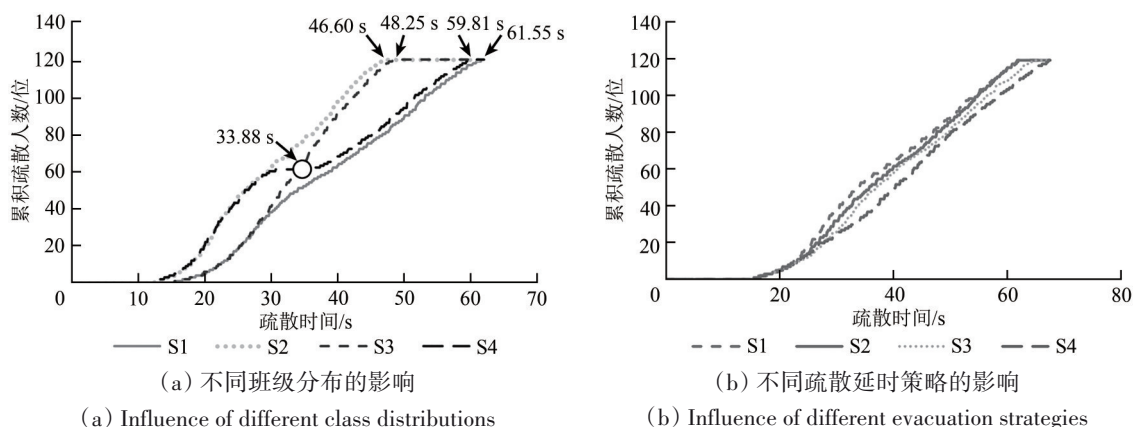 46.60 s 48.25 s 59.81 s 61.55 s
33.88 s
累积疏散人数/位
140
120
100
80
60
40
20
0 10 20 30 40 50 60 70
疏散时间/s
S1 S2 S3 S4
(a)不同班级分布的影响
(a) Influence of different class distributions
累积疏散人数/位
140
120
100
80
60
40
20
0 20 40 60 80
疏散时间/s
S1 S2 S3 S4
(b)不同疏散延时策略的影响
(b) Influence of different evacuation strategies